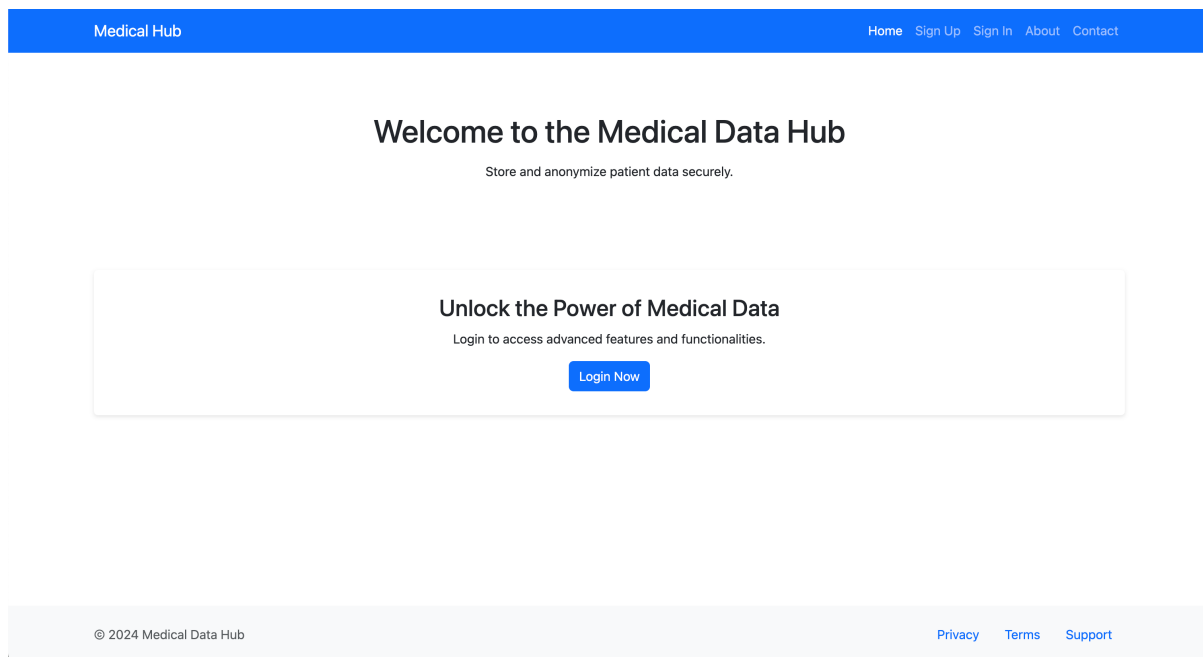 Medical Hub
Home Sign Up Sign In About Contact
Welcome to the Medical Data Hub
Store and anonymize patient data securely.
Unlock the Power of Medical Data
Login to access advanced features and functionalities.
Login Now
© 2024 Medical Data Hub
Privacy Terms Support